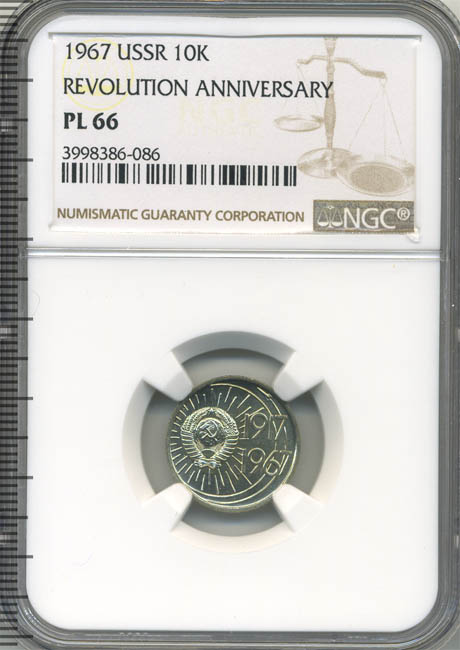 1967 USSR 10K
REVOLUTION ANNIVERSARY
PL 66
3998386-086
NUMISMATIC GUARANTY CORPORATION
NGC®
1917
1967